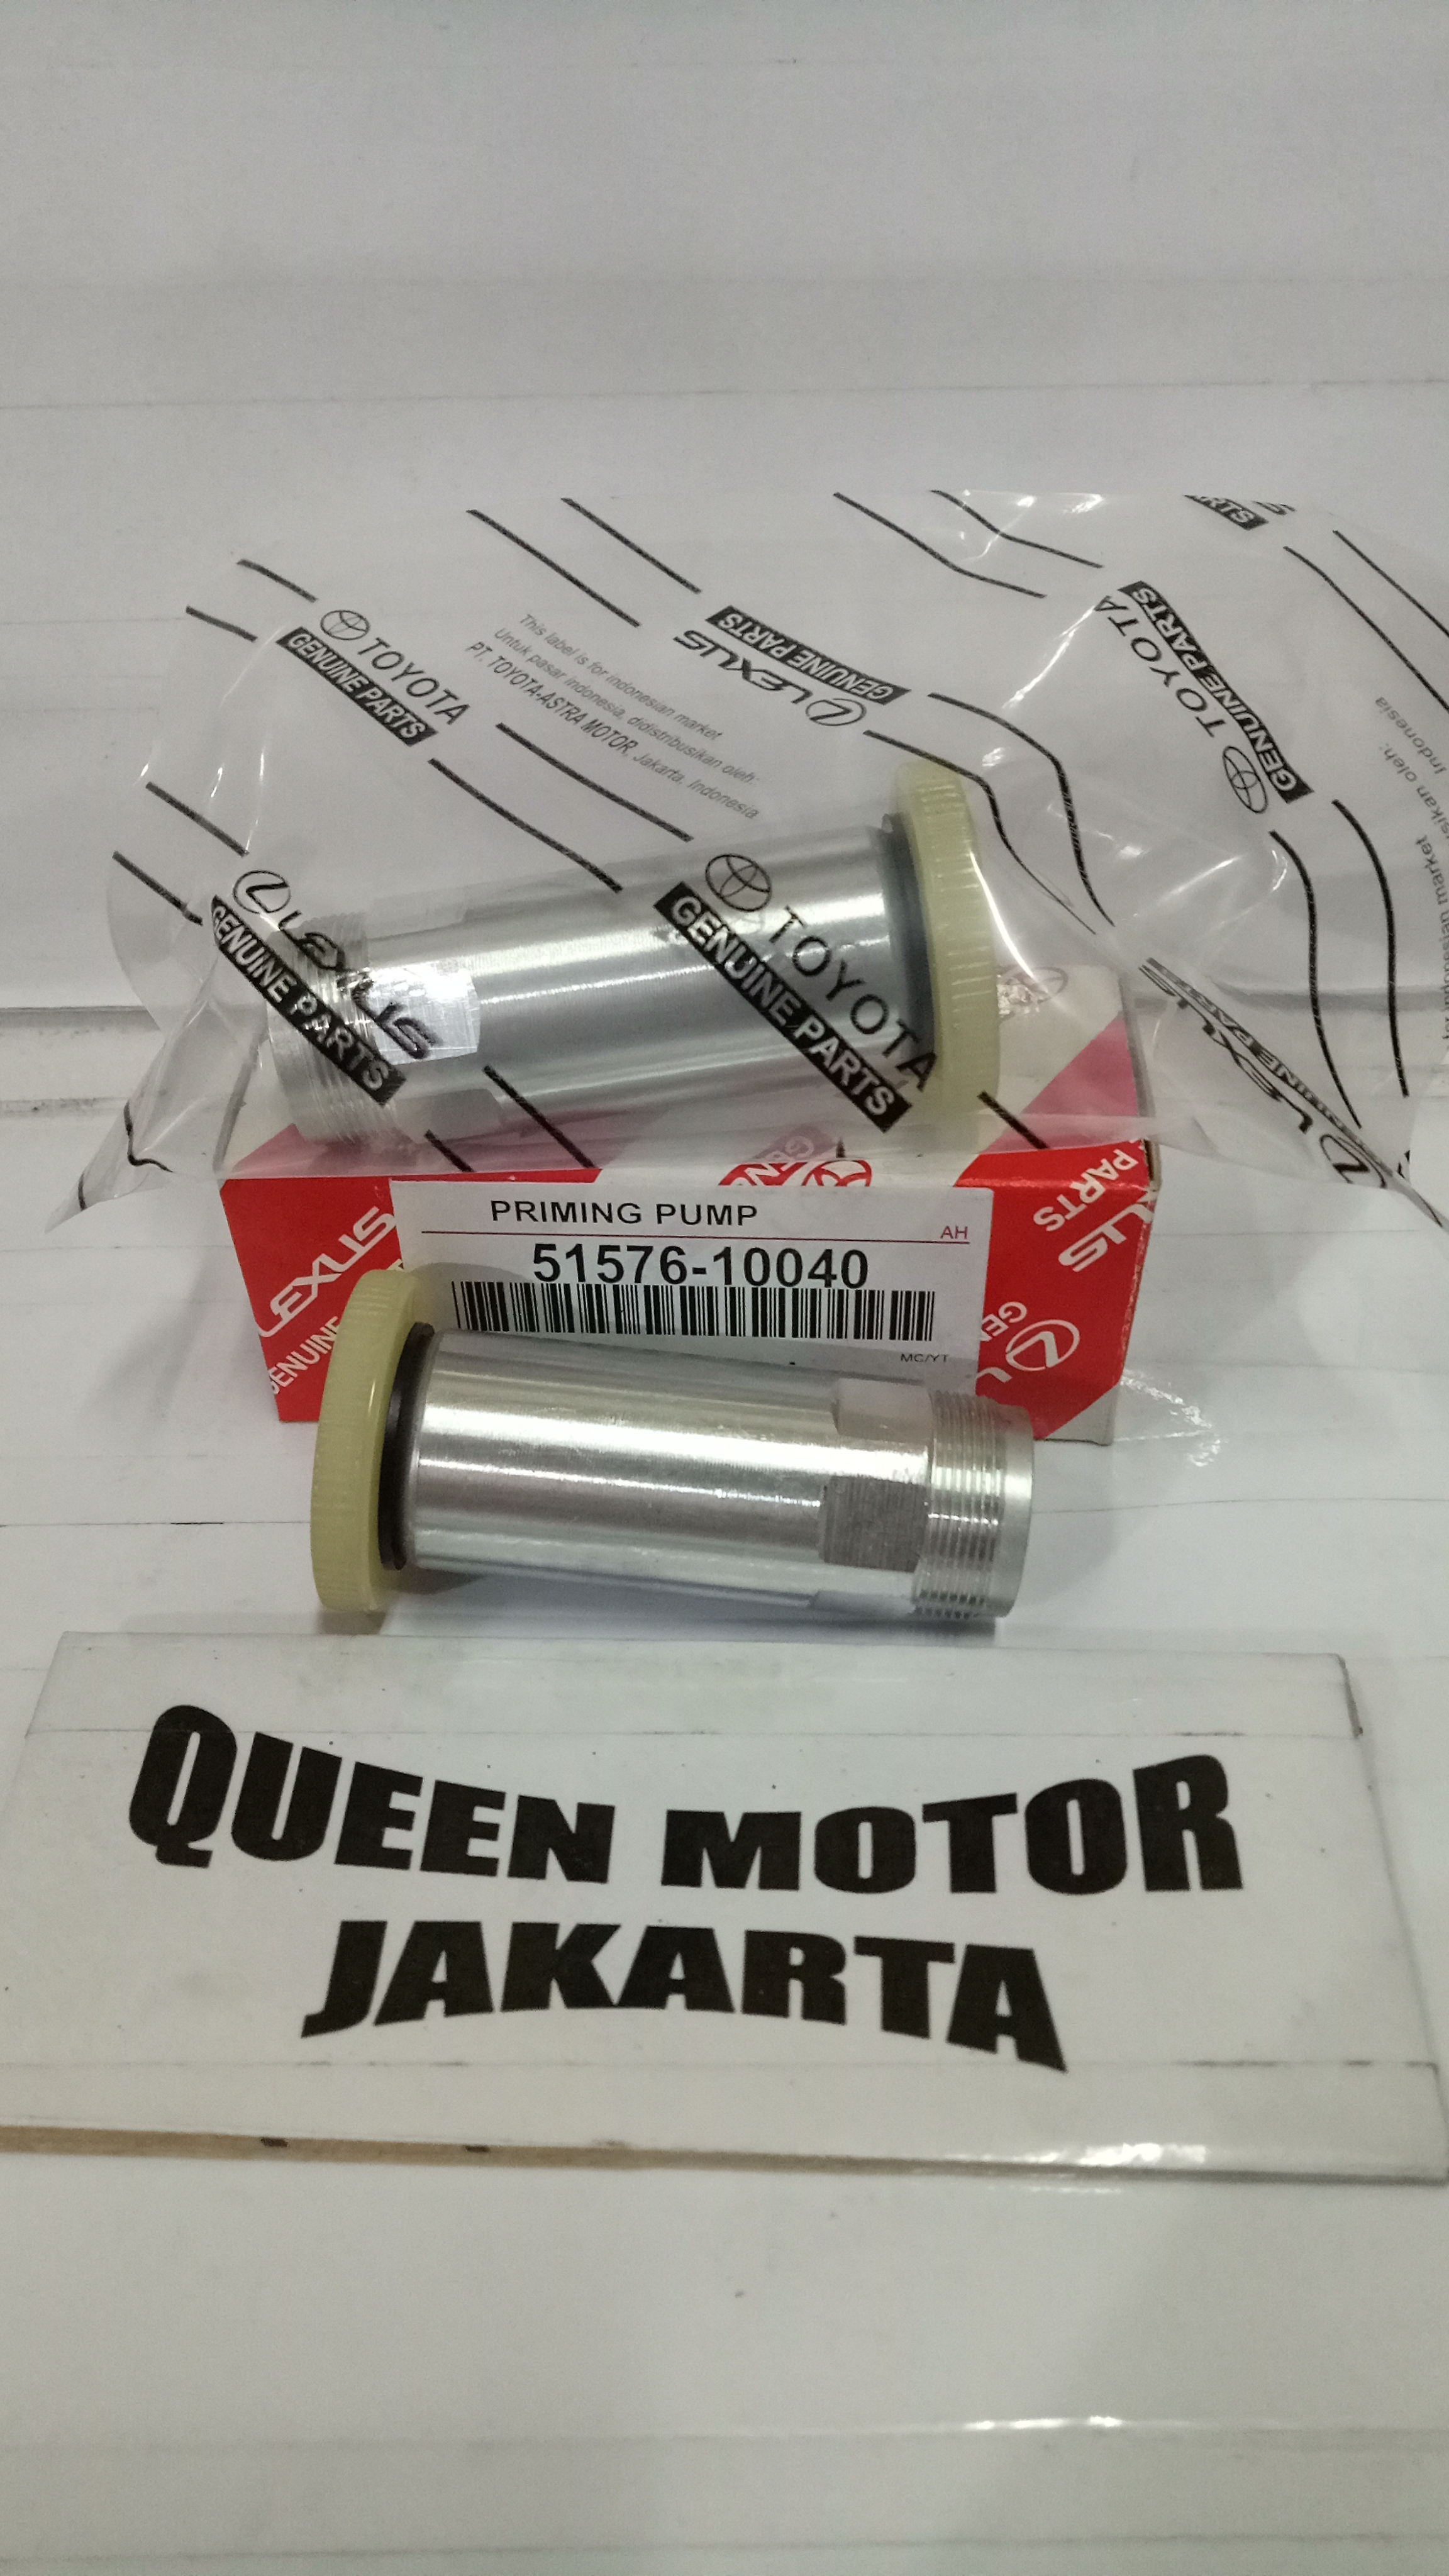 TOYOTA
GENUINE PARTS
This label is for indonesian market
Untuk pasar indonesia, didistribusikan oleh:
PT. TOYOTA-ASTRA MOTOR, Jakarta, Indonesia
LEXUS
GENUINE PARTS
TOYOTA
GENUINE PARTS
Indonesia
LEXUS
GENUINE PARTS
TOYOTA
GENUINE PARTS
LEXUS
PARTS
LEXUS
GENUINE
PRIMING PUMP
AH
51576-10040
MC/YT
QUEEN MOTOR
JAKARTA